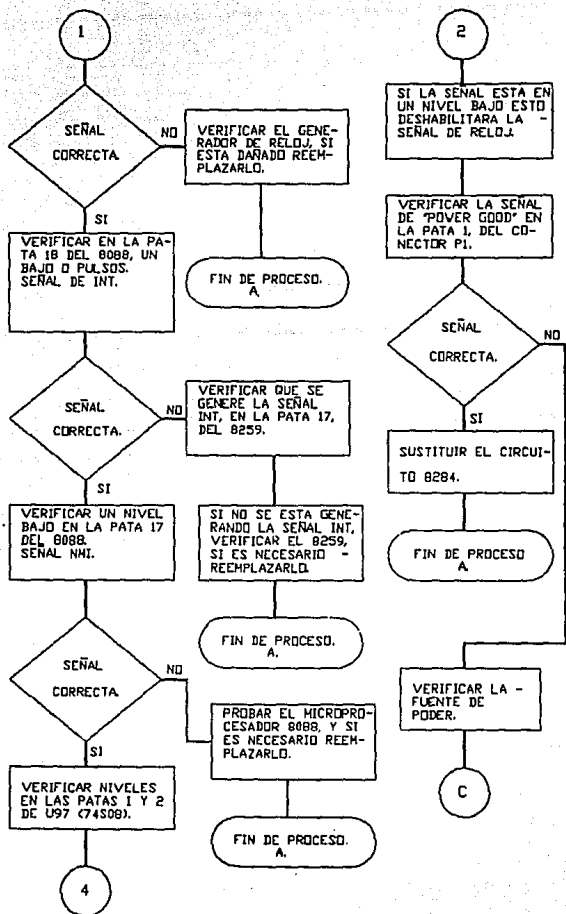 1
SEÑAL
CORRECTA.
NO
VERIFICAR EL GENE-
RADOR DE RELOJ, SI
ESTA DAÑADO REEM-
PLAZARLO.
FIN DE PROCESO.
A.
SI
VERIFICAR EN LA PA-
TA 18 DEL 8088, UN
BAJO O PULSOS.
SEÑAL DE INT.
SEÑAL
CORRECTA.
NO
VERIFICAR QUE SE
GENERE LA SEÑAL
INT, EN LA PATA 17,
DEL 8259.
SI NO SE ESTA GENE-
RANDO LA SEÑAL INT,
VERIFICAR EL 8259,
SI ES NECESARIO -
REEMPLAZARLO.
FIN DE PROCESO.
A.
SI
VERIFICAR UN NIVEL
BAJO EN LA PATA 17
DEL 8088.
SEÑAL NMI.
SEÑAL
CORRECTA.
NO
PROBAR EL MICROPRO-
CESADOR 8088, Y SI
ES NECESARIO REEM-
PLAZARLO.
FIN DE PROCESO.
A.
SI
VERIFICAR NIVELES
EN LAS PATAS 1 Y 2
DE U97 (74S08).
4
2
SI LA SEÑAL ESTA EN
UN NIVEL BAJO ESTO
DESHABILITARA LA -
SEÑAL DE RELOJ.
VERIFICAR LA SEÑAL
DE "POVER GOOD" EN
LA PATA 1, DEL CO-
NECTOR P1.
SEÑAL
CORRECTA.
NO
SI
SUSTITUIR EL CIRCUI-
TO 8284.
FIN DE PROCESO
A.
VERIFICAR LA -
FUENTE DE
PODER.
C